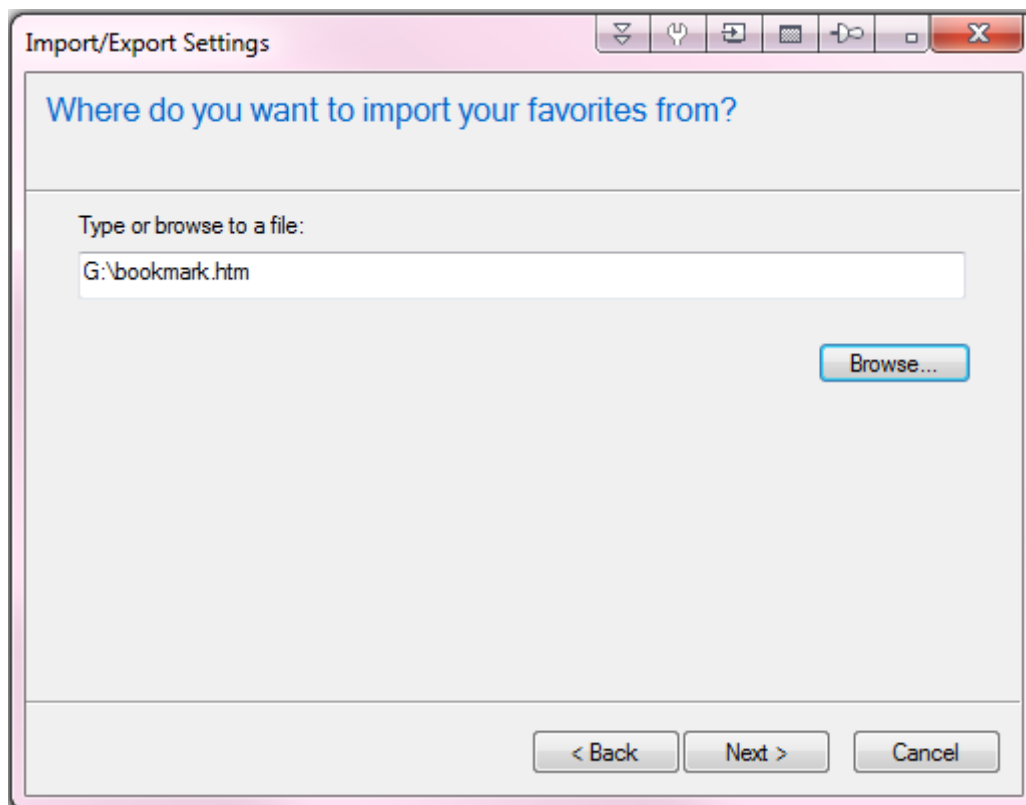 Import/Export Settings
Where do you want to import your favorites from?
Type or browse to a file:
G:\bookmark.htm
Browse...
< Back Next > Cancel